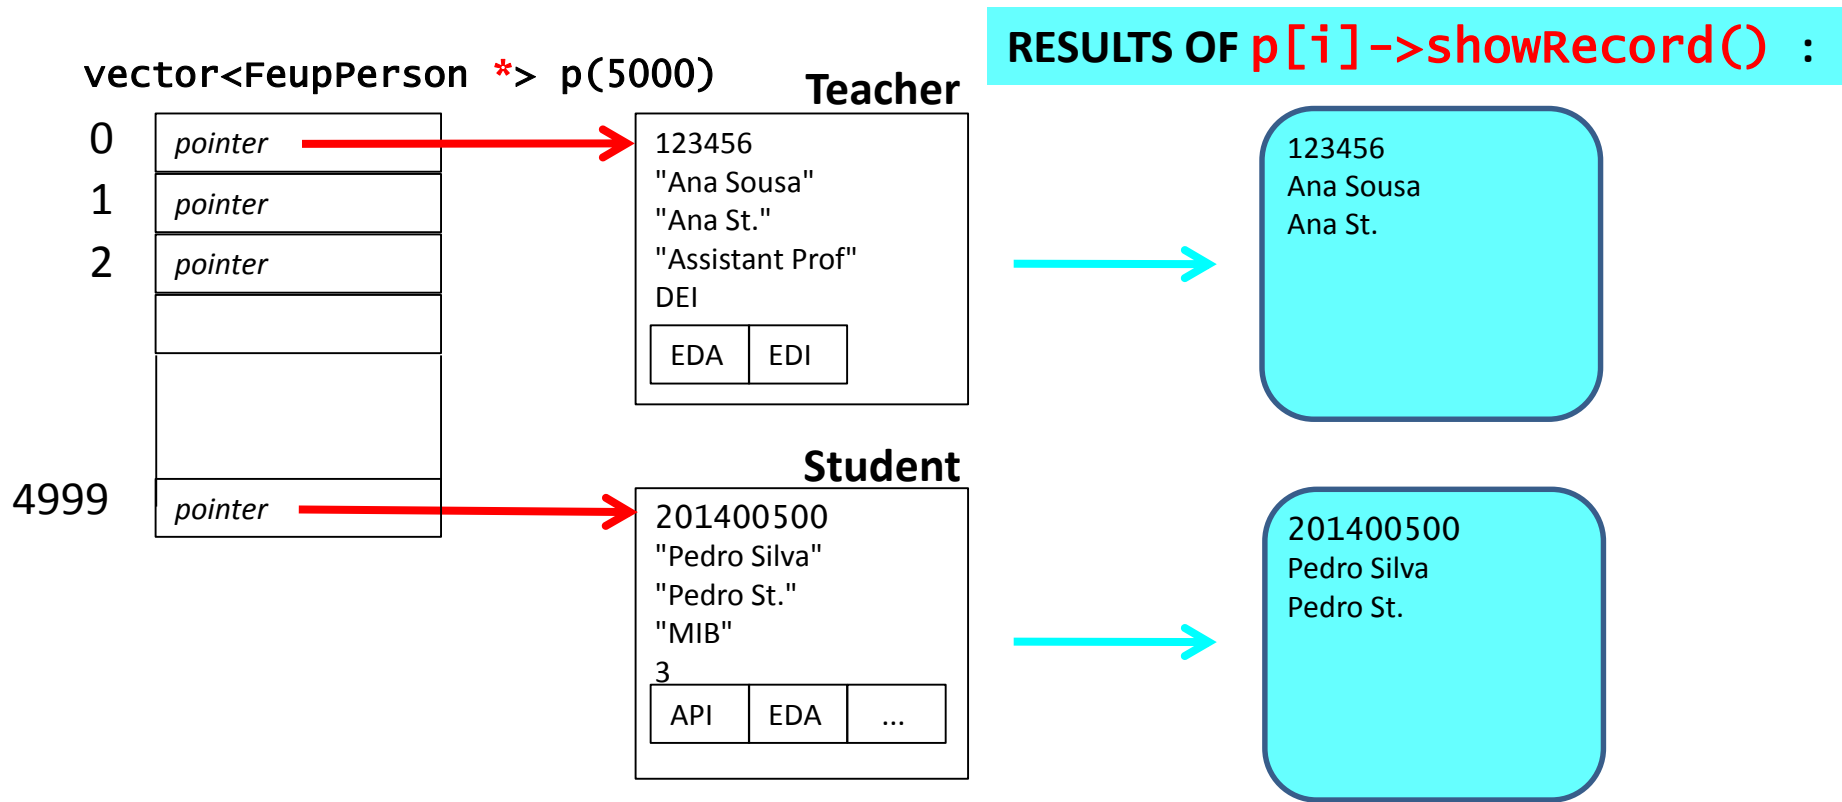 vector<FeupPerson *> p(5000)
0 pointer
1 pointer
2 pointer
4999 pointer
Teacher
123456
"Ana Sousa"
"Ana St."
"Assistant Prof"
DEI
EDA EDI
Student
201400500
"Pedro Silva"
"Pedro St."
"MIB"
3
API EDA ...
RESULTS OF p[i]->showRecord() :
123456
Ana Sousa
Ana St.
201400500
Pedro Silva
Pedro St.